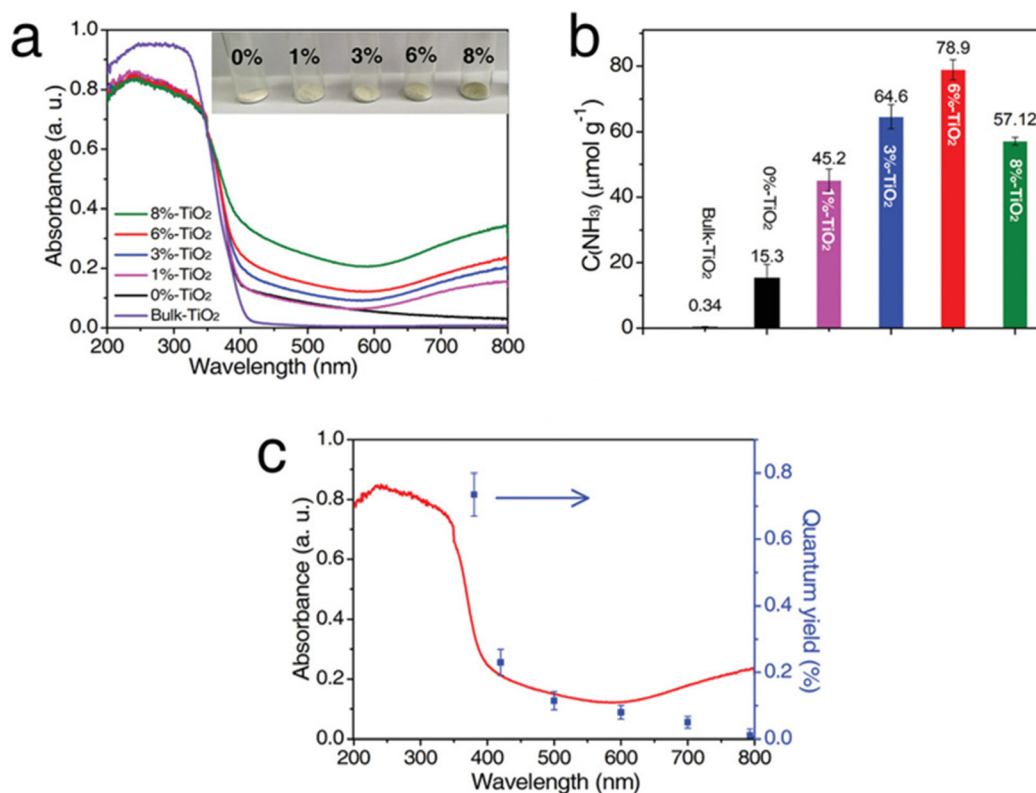 a
1.0
0.8
0.6
0.4
0.2
0.0
Absorbance (a. u.)
0% 1% 3% 6% 8%
8%-TiO₂
6%-TiO₂
3%-TiO₂
1%-TiO₂
0%-TiO₂
Bulk-TiO₂
200 300 400 500 600 700 800
Wavelength (nm)
b
80
60
40
20
0
C(NH₃) (μmol g⁻¹)
Bulk-TiO₂
0.34
0%-TiO₂
15.3
45.2
1%-TiO₂
64.6
3%-TiO₂
78.9
6%-TiO₂
57.12
8%-TiO₂
c
1.0
0.8
0.6
0.4
0.2
0.0
Absorbance (a. u.)
0.8
0.6
0.4
0.2
0.0
Quantum yield (%)
200 300 400 500 600 700 800
Wavelength (nm)